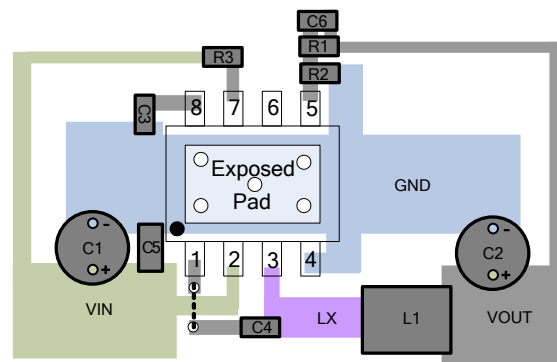 C6
R1
R3
R2
C3
8 7 6 5
Exposed
Pad
GND
- -
C1 C5 C2
+ +
1 2 3 4
VIN
C4 LX L1 VOUT